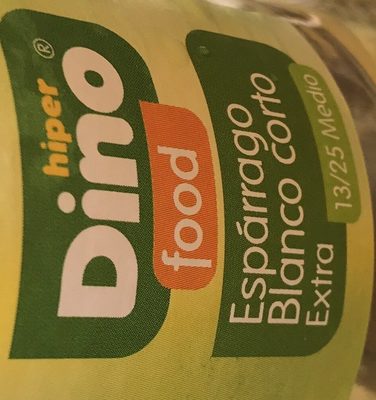 hiper
Dino®
food
Espárrago
Blanco corto
Extra
13/25 Medio